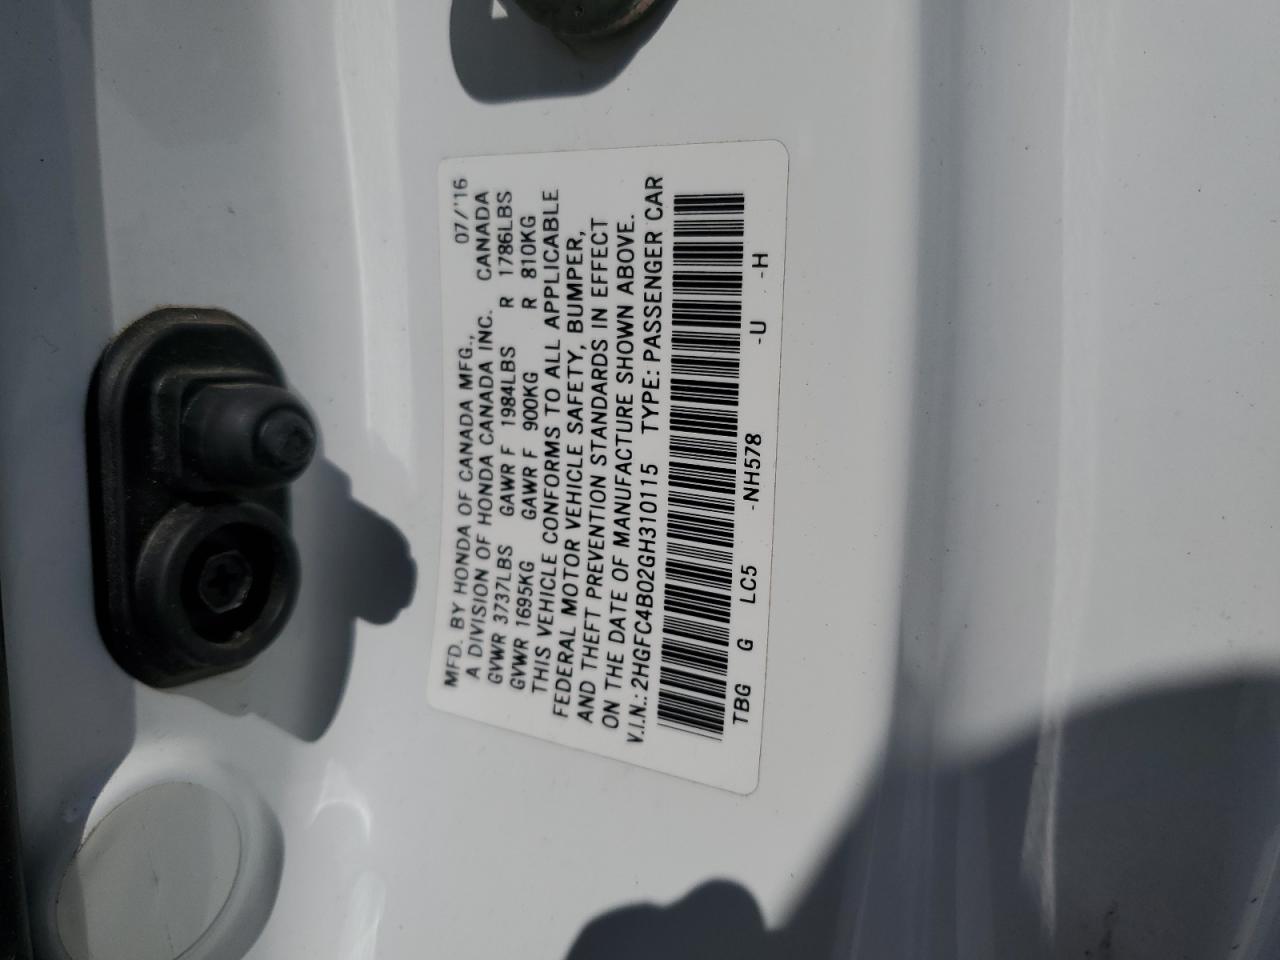 MFD. BY HONDA OF CANADA MFG., 07/'16
A DIVISION OF HONDA CANADA INC. CANADA
GVWR 3737LBS GAWR F 1984LBS R 1786LBS
GVWR 1695KG GAWR F 900KG R 810KG
THIS VEHICLE CONFORMS TO ALL APPLICABLE
FEDERAL MOTOR VEHICLE SAFETY, BUMPER,
AND THEFT PREVENTION STANDARDS IN EFFECT
ON THE DATE OF MANUFACTURE SHOWN ABOVE.
V.I.N.: 2HGFC4B02GH310115 TYPE: PASSENGER CAR
TBG G LC5 -NH578 -U -H